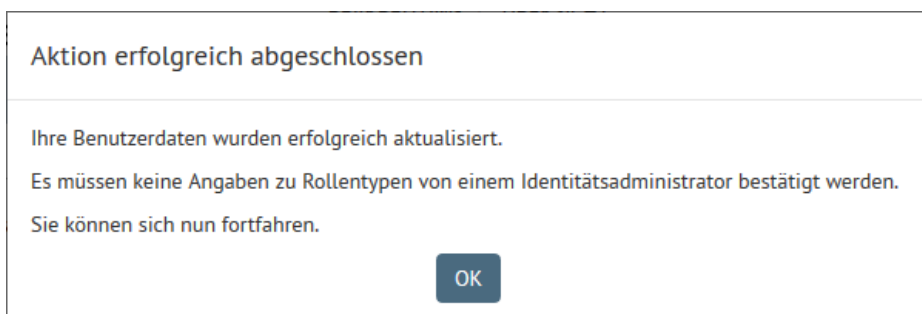 Aktion erfolgreich abgeschlossen
Ihre Benutzerdaten wurden erfolgreich aktualisiert.
Es müssen keine Angaben zu Rollentypen von einem Identitätsadministrator bestätigt werden.
Sie können sich nun fortfahren.
OK